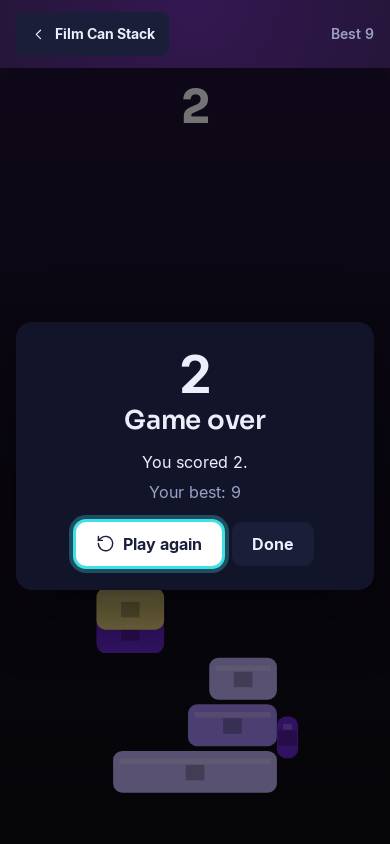 Film Can Stack
Best 9
2
2
Game over
You scored 2.
Your best: 9
Play again
Done